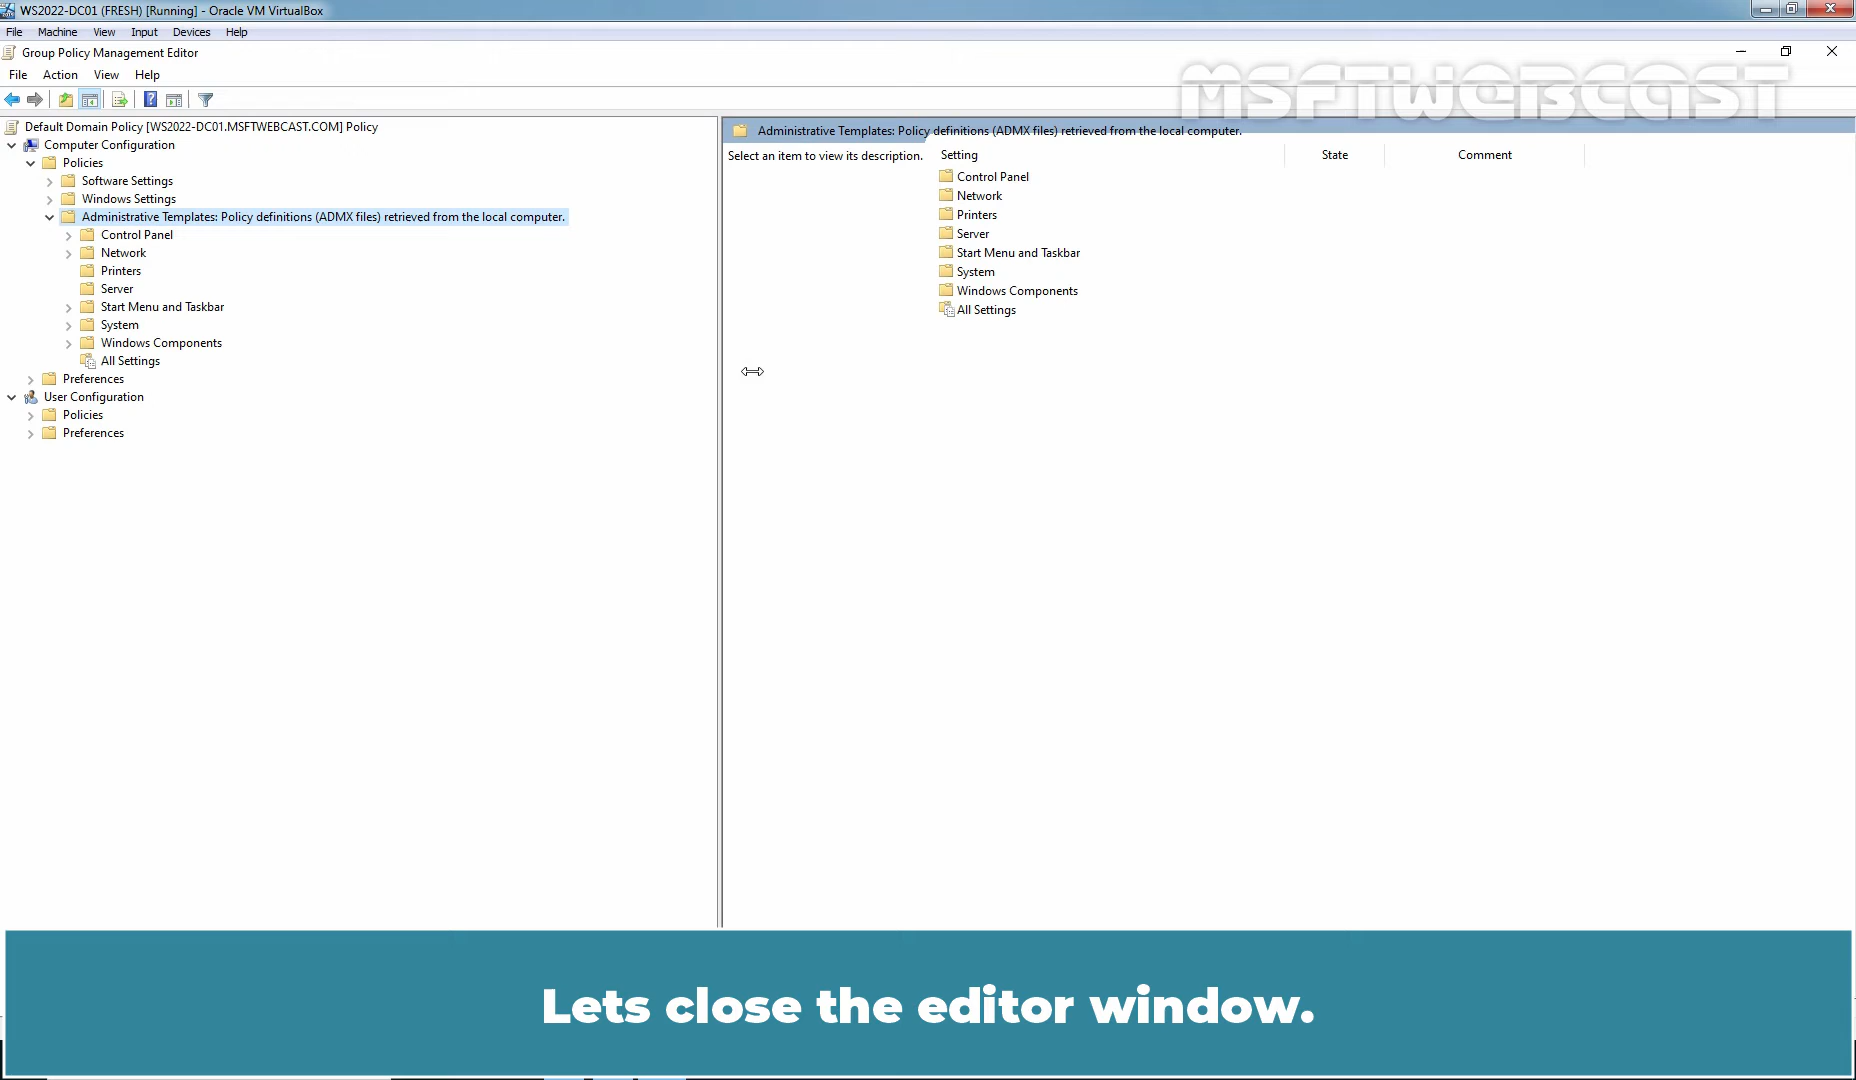 WS2022-DC01 (FRESH) [Running] - Oracle VM VirtualBox
File Machine View Input Devices Help
Group Policy Management Editor
File Action View Help
MSFTWEBCAST
Default Domain Policy [WS2022-DC01.MSFTWEBCAST.COM] Policy
Computer Configuration
Policies
Software Settings
Windows Settings
Administrative Templates: Policy definitions (ADMX files) retrieved from the local computer.
Control Panel
Network
Printers
Server
Start Menu and Taskbar
System
Windows Components
All Settings
Preferences
User Configuration
Policies
Preferences
Administrative Templates: Policy definitions (ADMX files) retrieved from the local computer.
Select an item to view its description.
Setting State Comment
Control Panel
Network
Printers
Server
Start Menu and Taskbar
System
Windows Components
All Settings
Lets close the editor window.